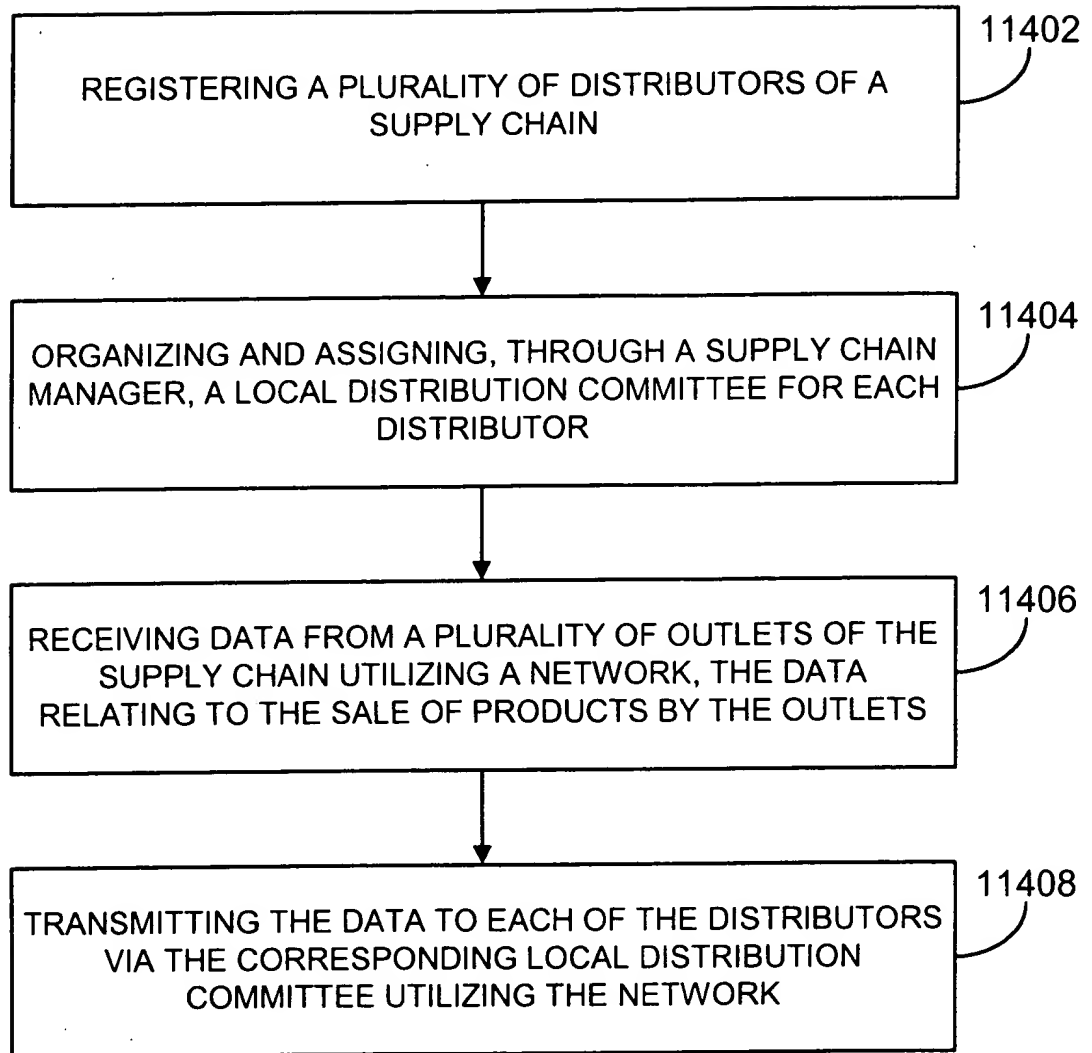 11402
REGISTERING A PLURALITY OF DISTRIBUTORS OF A
SUPPLY CHAIN
11404
ORGANIZING AND ASSIGNING, THROUGH A SUPPLY CHAIN
MANAGER, A LOCAL DISTRIBUTION COMMITTEE FOR EACH
DISTRIBUTOR
11406
RECEIVING DATA FROM A PLURALITY OF OUTLETS OF THE
SUPPLY CHAIN UTILIZING A NETWORK, THE DATA
RELATING TO THE SALE OF PRODUCTS BY THE OUTLETS
11408
TRANSMITTING THE DATA TO EACH OF THE DISTRIBUTORS
VIA THE CORRESPONDING LOCAL DISTRIBUTION
COMMITTEE UTILIZING THE NETWORK